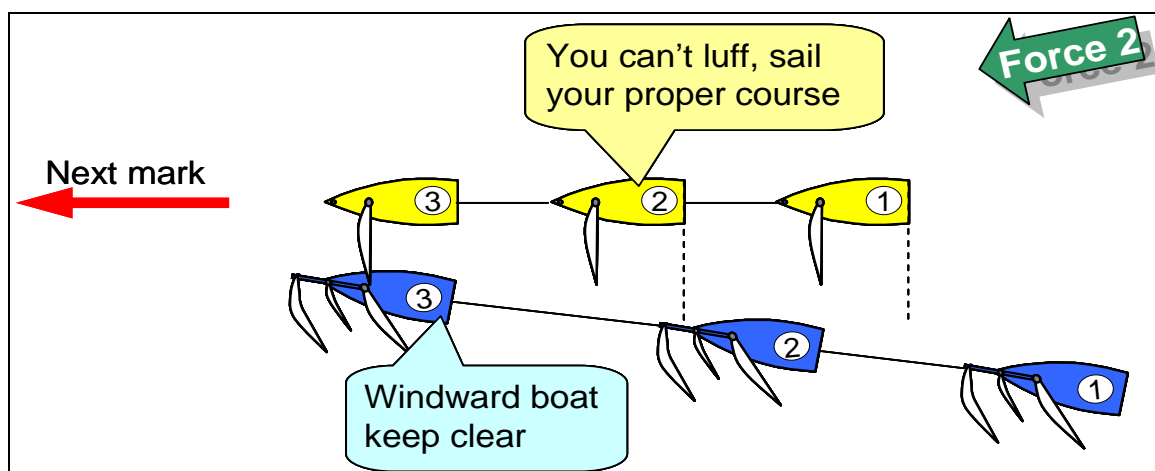 You can’t luff, sail
your proper course
Force 2
Next mark
3
2
1
3
2
1
Windward boat
keep clear